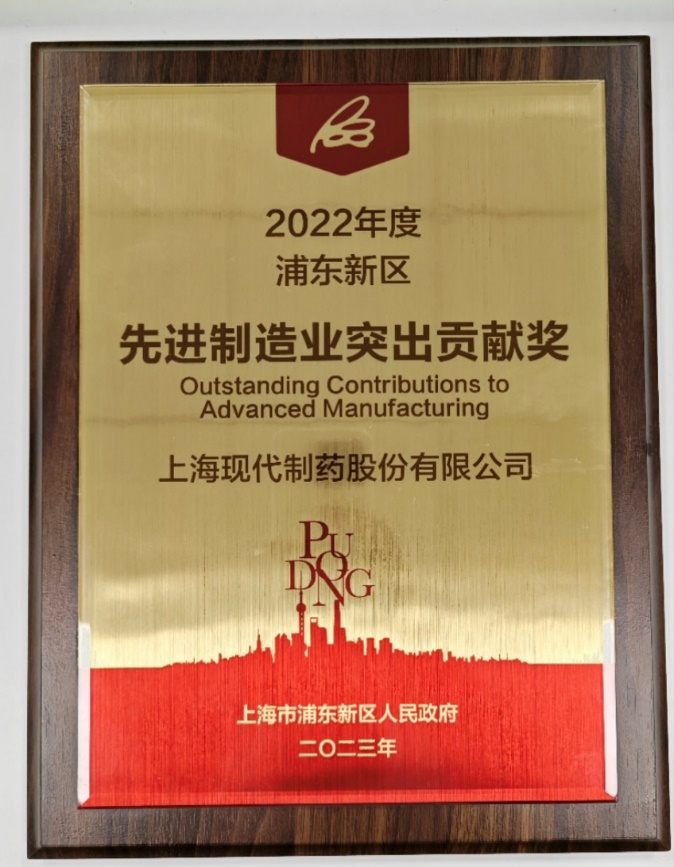 2022年度
浦东新区
先进制造业突出贡献奖
Outstanding Contributions to
Advanced Manufacturing
上海现代制药股份有限公司
PUDONG
上海市浦东新区人民政府
二〇二三年